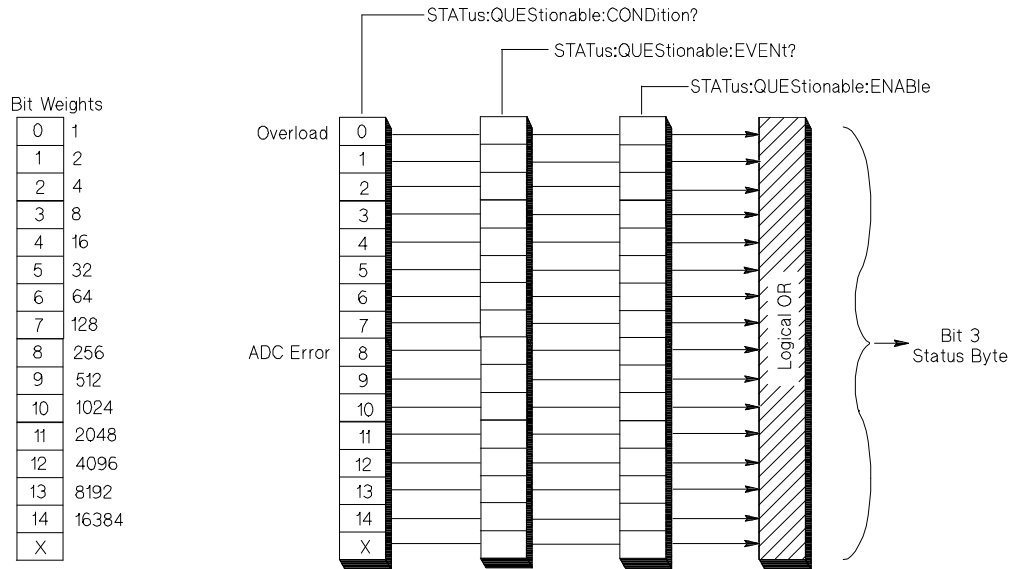 STATus:QUEStionable:CONDition?
STATus:QUEStionable:EVENt?
STATus:QUEStionable:ENABle
Bit Weights
0 1
1 2
2 4
3 8
4 16
5 32
6 64
7 128
8 256
9 512
10 1024
11 2048
12 4096
13 8192
14 16384
X
Overload 0
1
2
3
4
5
6
7
ADC Error 8
9
10
11
12
13
14
X
Logical OR
Bit 3
Status Byte